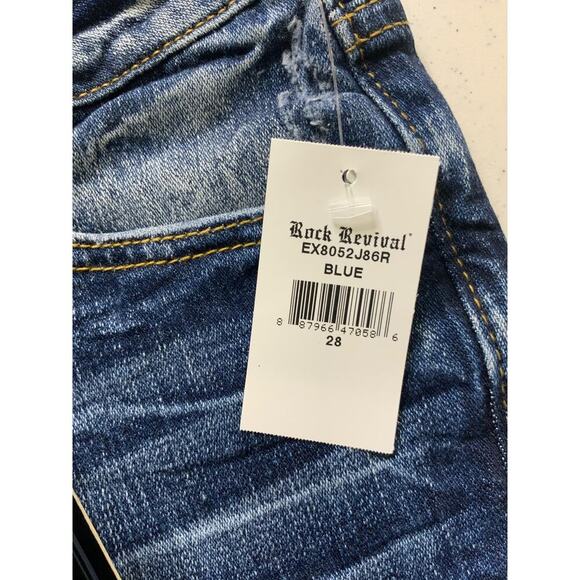 Rock Revival
EX8052J86R
BLUE
8 87966 47058 6
28